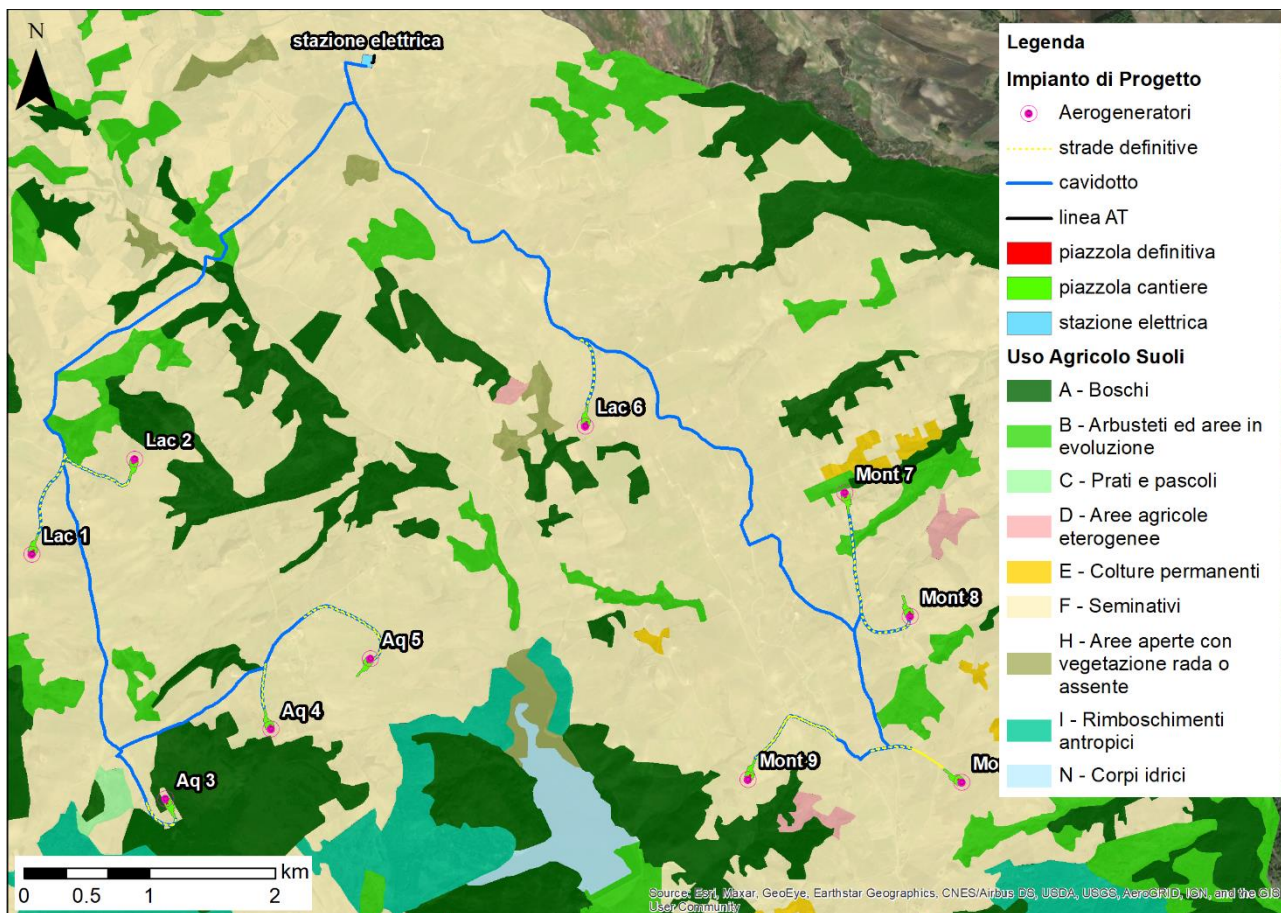 N
stazione elettrica
Lac 2
Lac 1
Lac 6
Mont 7
Mont 8
Aq 5
Aq 4
Aq 3
Mont 9
Mo
0 0.5 1 2 km
Legenda
Impianto di Progetto
Aerogeneratori
strade definitive
cavidotto
linea AT
piazzola definitiva
piazzola cantiere
stazione elettrica
Uso Agricolo Suoli
A - Boschi
B - Arbusteti ed aree in
evoluzione
C - Prati e pascoli
D - Aree agricole
eterogenee
E - Colture permanenti
F - Seminativi
H - Aree aperte con
vegetazione rada o
assente
I - Rimboschimenti
antropici
N - Corpi idrici
Source: Esri, Maxar, GeoEye, Earthstar Geographics, CNES/Airbus DS, USDA, USGS, AeroGRID, IGN, and the GIS
User Community